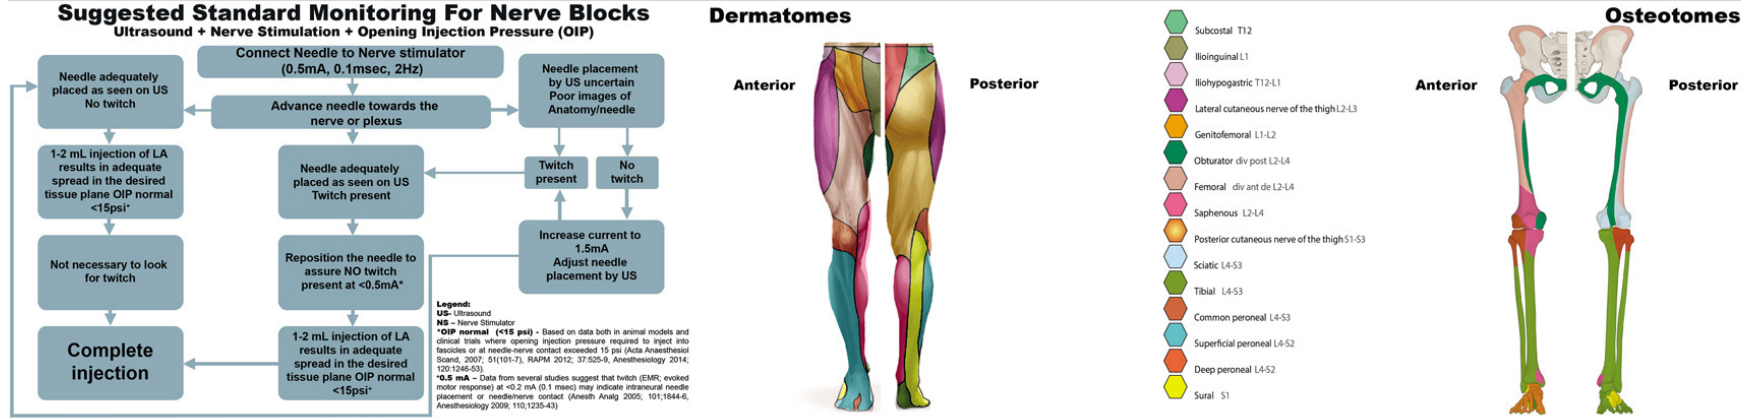 Suggested Standard Monitoring For Nerve Blocks
Ultrasound + Nerve Stimulation + Opening Injection Pressure (OIP)
Connect Needle to Nerve stimulator
(0.5mA, 0.1msec, 2Hz)
Needle adequately
placed as seen on US
No twitch
Advance needle towards the
nerve or plexus
Needle placement
by US uncertain
Poor images of
Anatomy/needle
1-2 mL injection of LA
results in adequate
spread in the desired
tissue plane OIP normal
<15psi*
Needle adequately
placed as seen on US
Twitch present
Twitch
present
No
twitch
Not necessary to look
for twitch
Reposition the needle to
assure NO twitch
present at <0.5mA*
Increase current to
1.5mA
Adjust needle
placement by US
Complete
injection
1-2 mL injection of LA
results in adequate
spread in the desired
tissue plane OIP normal
<15psi*
Legend:
US- Ultrasound
NS – Nerve Stimulator
*OIP normal (<15 psi) - Based on data both in animal models and
clinical trials where opening injection pressure required to inject into
fascicles or at needle-nerve contact exceeded 15 psi (Acta Anaesthesiol
Scand, 2007; 51(101-7), RAPM 2012; 37:525-9, Anesthesiology 2014;
120:1246-53).
*0.5 mA – Data from several studies suggest that twitch (EMR; evoked
motor response) at <0.2 mA (0.1 msec) may indicate intraneural needle
placement or needle/nerve contact (Anesth Analg 2005; 101;1844-6,
Anesthesiology 2009; 110;1235-43)
Dermatomes
Anterior
Posterior
Subcostal T12
Ilioinguinal L1
Iliohypogastric T12-L1
Lateral cutaneous nerve of the thigh L2-L3
Genitofemoral L1-L2
Obturator div post L2-L4
Femoral div ant de L2-L4
Saphenous L2-L4
Posterior cutaneous nerve of the thigh S1-S3
Sciatic L4-S3
Tibial L4-S3
Common peroneal L4-S3
Superficial peroneal L4-S2
Deep peroneal L4-S2
Sural S1
Osteotomes
Anterior
Posterior